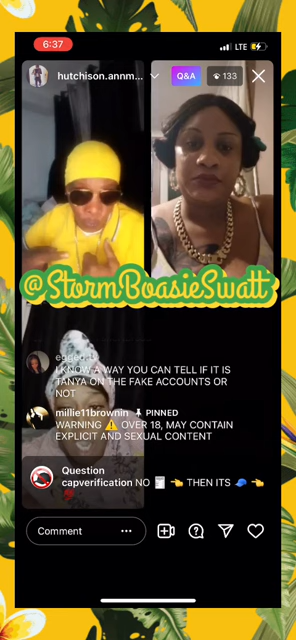 6:37
LTE
hutchison.annm...
Q&A
133
@StormBoasieSwatt
I KNOW A WAY YOU CAN TELL IF IT IS
TANYA ON THE FAKE ACCOUNTS OR
NOT
millie11brownin PINNED
WARNING ⚠️ OVER 18, MAY CONTAIN
EXPLICIT AND SEXUAL CONTENT
Question
capverification NO 🧾 👈 THEN ITS 🧢 👈
Comment